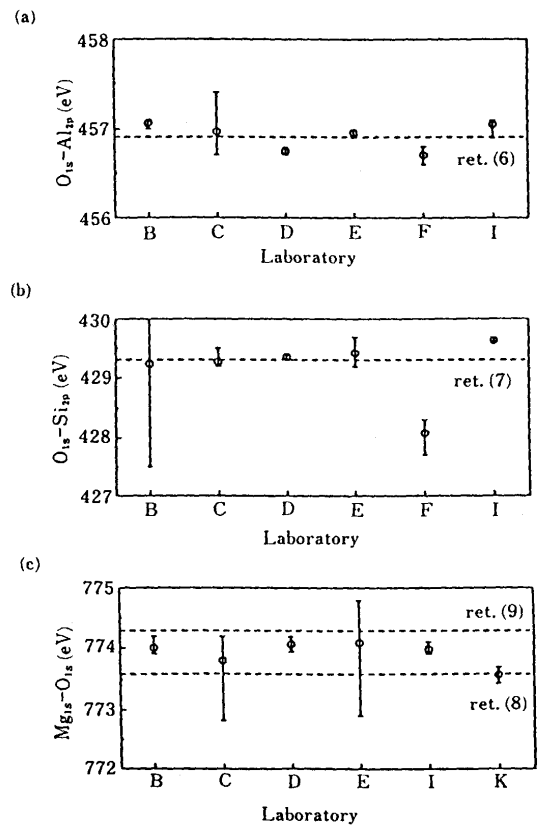 (a)
458
457
456
O₁ₛ–Al₂ₚ (eV)
ret. (6)
B C D E F I
Laboratory
(b)
430
429
428
427
O₁ₛ–Si₂ₚ (eV)
ret. (7)
B C D E F I
Laboratory
(c)
775
774
773
772
Mg₁ₛ–O₁ₛ (eV)
ret. (9)
ret. (8)
B C D E I K
Laboratory